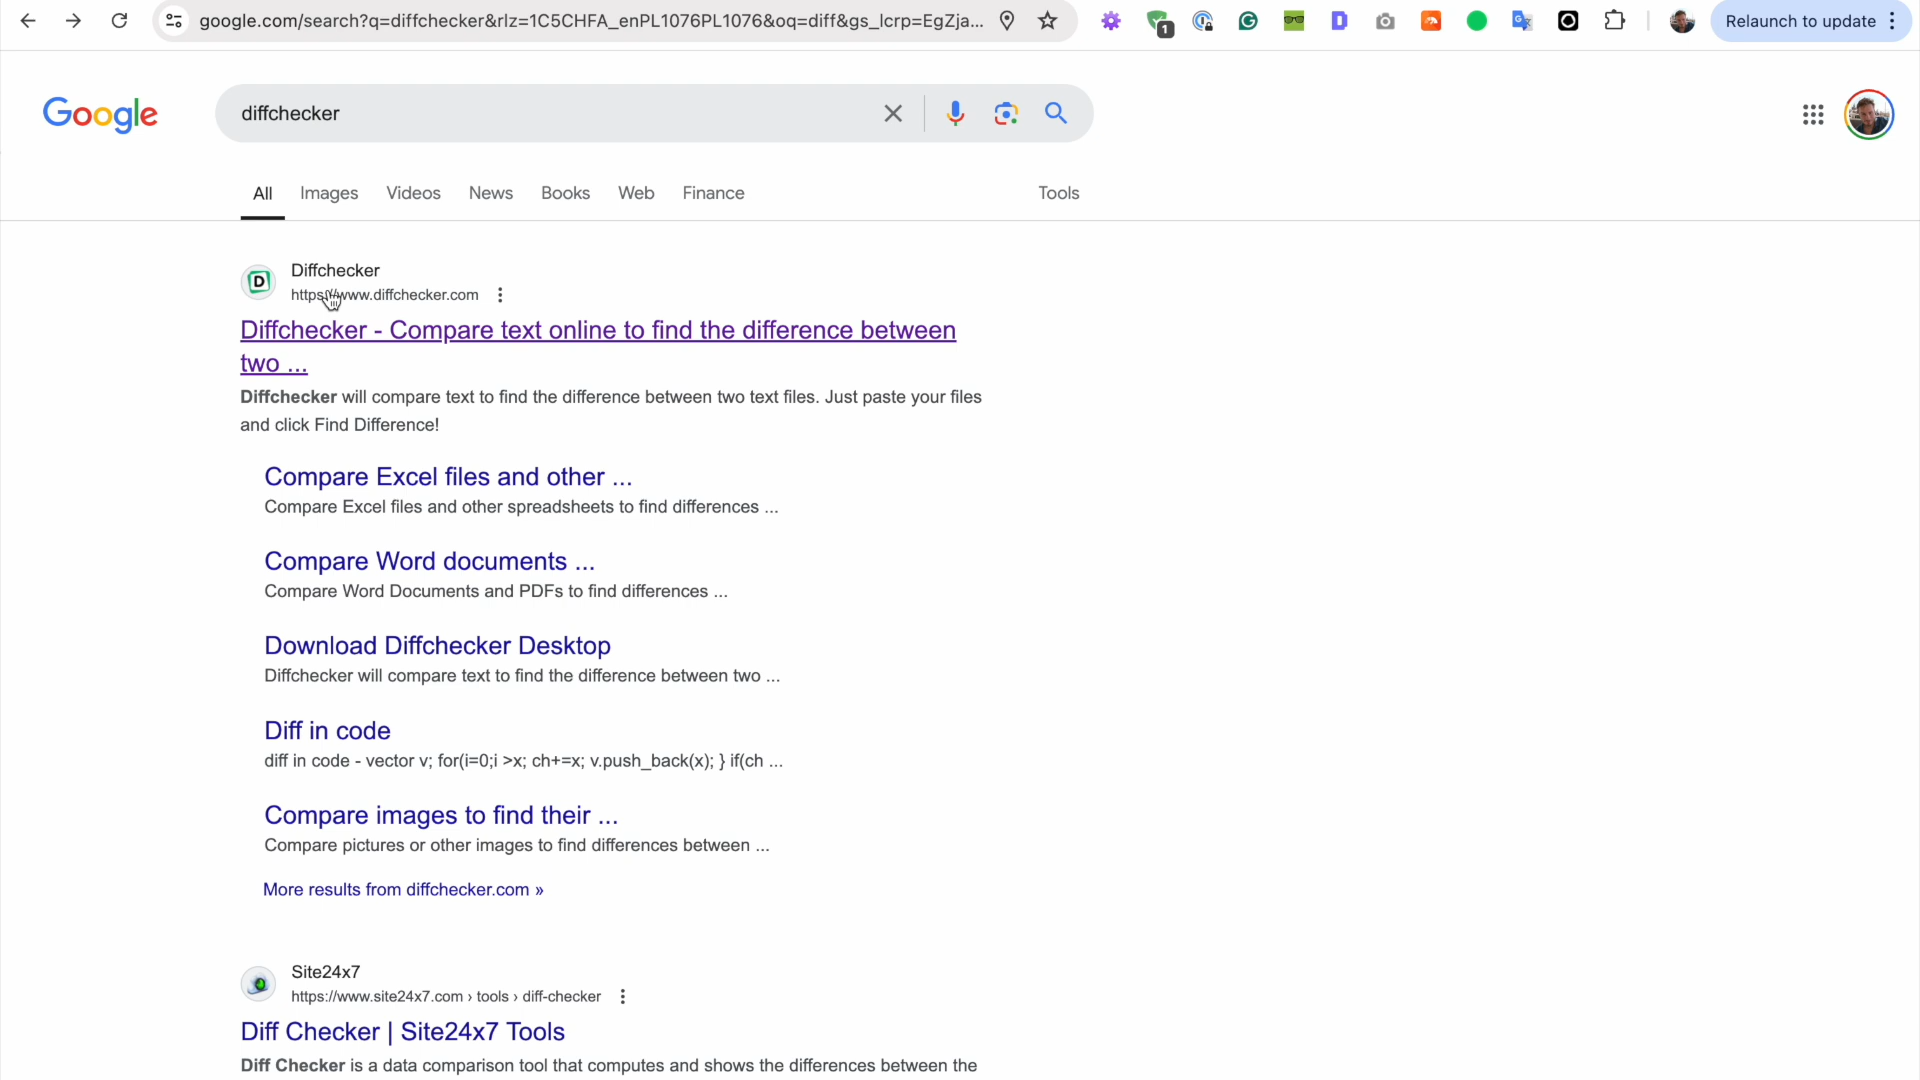 google.com/search?q=diffchecker&rlz=1C5CHFA_enPL1076PL1076&oq=diff&gs_lcrp=EgZja...
1
Relaunch to update
Google
diffchecker
All Images Videos News Books Web Finance Tools
Diffchecker
https://www.diffchecker.com
Diffchecker - Compare text online to find the difference between
two ...
Diffchecker will compare text to find the difference between two text files. Just paste your files
and click Find Difference!
Compare Excel files and other ...
Compare Excel files and other spreadsheets to find differences ...
Compare Word documents ...
Compare Word Documents and PDFs to find differences ...
Download Diffchecker Desktop
Diffchecker will compare text to find the difference between two ...
Diff in code
diff in code - vector v; for(i=0;i >x; ch+=x; v.push_back(x); } if(ch ...
Compare images to find their ...
Compare pictures or other images to find differences between ...
More results from diffchecker.com »
Site24x7
https://www.site24x7.com › tools › diff-checker
Diff Checker | Site24x7 Tools
Diff Checker is a data comparison tool that computes and shows the differences between the